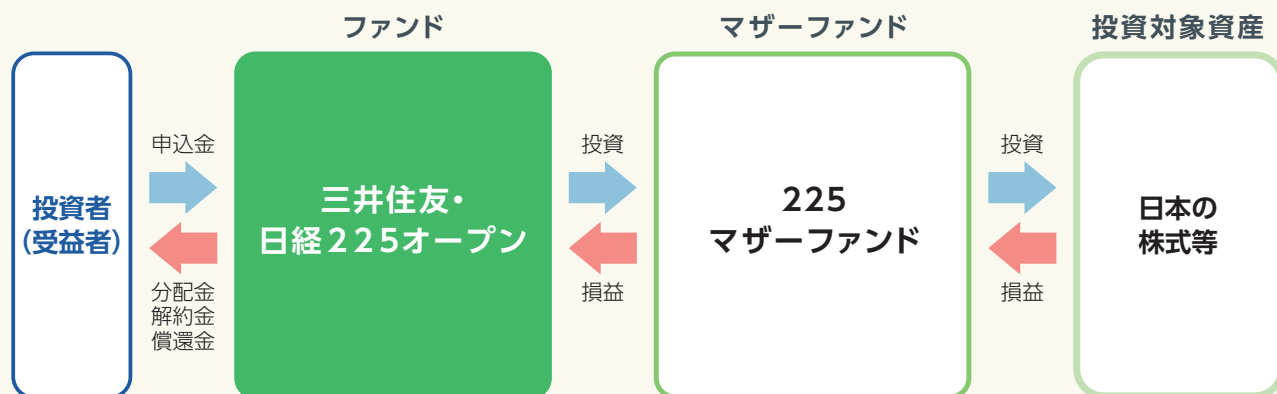 ファンド
マザーファンド
投資対象資産
投資者
(受益者)
申込金
分配金
解約金
償還金
三井住友・
日経225オープン
投資
損益
225
マザーファンド
投資
損益
日本の
株式等